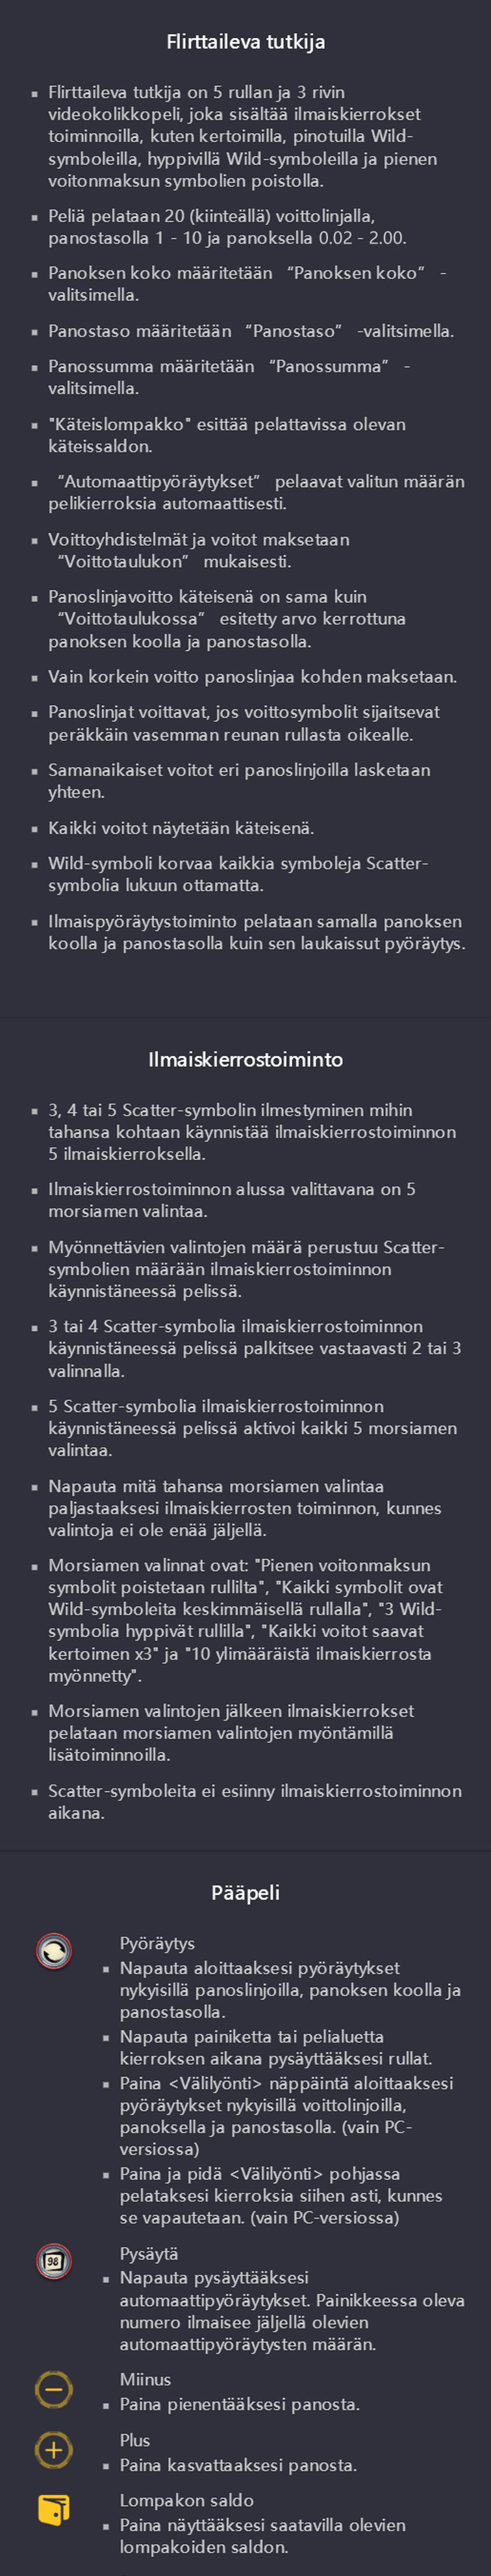 Flirttaileva tutkija
▪ Flirttaileva tutkija on 5 rullan ja 3 rivin
videokolikkopeli, joka sisältää ilmaiskierrokset
toiminnoilla, kuten kertoimilla, pinotuilla Wild-
symboleilla, hyppivillä Wild-symboleilla ja pienen
voitonmaksun symbolien poistolla.
▪ Peliä pelataan 20 (kiinteällä) voittolinjalla,
panostasolla 1 - 10 ja panoksella 0.02 - 2.00.
▪ Panoksen koko määritetään “Panoksen koko” -
valitsimella.
▪ Panostaso määritetään “Panostaso” -valitsimella.
▪ Panossumma määritetään “Panossumma” -
valitsimella.
▪ "Käteislompakko" esittää pelattavissa olevan
käteissaldon.
▪ “Automaattipyöräytykset” pelaavat valitun määrän
pelikierroksia automaattisesti.
▪ Voittoyhdistelmät ja voitot maksetaan
“Voittotaulukon” mukaisesti.
▪ Panoslinjavoitto käteisenä on sama kuin
“Voittotaulukossa” esitetty arvo kerrottuna
panoksen koolla ja panostasolla.
▪ Vain korkein voitto panoslinjaa kohden maksetaan.
▪ Panoslinjat voittavat, jos voittosymbolit sijaitsevat
peräkkäin vasemman reunan rullasta oikealle.
▪ Samanaikaiset voitot eri panoslinjoilla lasketaan
yhteen.
▪ Kaikki voitot näytetään käteisenä.
▪ Wild-symboli korvaa kaikkia symboleja Scatter-
symbolia lukuun ottamatta.
▪ Ilmaispyöräytystoiminto pelataan samalla panoksen
koolla ja panostasolla kuin sen laukaissut pyöräytys.
Ilmaiskierrostoiminto
▪ 3, 4 tai 5 Scatter-symbolin ilmestyminen mihin
tahansa kohtaan käynnistää ilmaiskierrostoiminnon
5 ilmaiskierroksella.
▪ Ilmaiskierrostoiminnon alussa valittavana on 5
morsiamen valintaa.
▪ Myönnettävien valintojen määrä perustuu Scatter-
symbolien määrään ilmaiskierrostoiminnon
käynnistäneessä pelissä.
▪ 3 tai 4 Scatter-symbolia ilmaiskierrostoiminnon
käynnistäneessä pelissä palkitsee vastaavasti 2 tai 3
valinnalla.
▪ 5 Scatter-symbolia ilmaiskierrostoiminnon
käynnistäneessä pelissä aktivoi kaikki 5 morsiamen
valintaa.
▪ Napauta mitä tahansa morsiamen valintaa
paljastaaksesi ilmaiskierrosten toiminnon, kunnes
valintoja ei ole enää jäljellä.
▪ Morsiamen valinnat ovat: "Pienen voitonmaksun
symbolit poistetaan rullilta", "Kaikki symbolit ovat
Wild-symboleita keskimmäisellä rullalla", "3 Wild-
symbolia hyppivät rullilla", "Kaikki voitot saavat
kertoimen x3" ja "10 ylimääräistä ilmaiskierrosta
myönnetty".
▪ Morsiamen valintojen jälkeen ilmaiskierrokset
pelataan morsiamen valintojen myöntämillä
lisätoiminnoilla.
▪ Scatter-symboleita ei esiinny ilmaiskierrostoiminnon
aikana.
Pääpeli
Pyöräytys
▪ Napauta aloittaaksesi pyöräytykset
nykyisillä panoslinjoilla, panoksen koolla ja
panostasolla.
▪ Napauta painiketta tai pelialuetta
kierroksen aikana pysäyttääksesi rullat.
▪ Paina <Välilyönti> näppäintä aloittaaksesi
pyöräytykset nykyisillä voittolinjoilla,
panoksella ja panostasolla. (vain PC-
versiossa)
▪ Paina ja pidä <Välilyönti> pohjassa
pelataksesi kierroksia siihen asti, kunnes
se vapautetaan. (vain PC-versiossa)
98 Pysäytä
▪ Napauta pysäyttääksesi
automaattipyöräytykset. Painikkeessa oleva
numero ilmaisee jäljellä olevien
automaattipyöräytysten määrän.
Miinus
▪ Paina pienentääksesi panosta.
Plus
▪ Paina kasvattaaksesi panosta.
Lompakon saldo
▪ Paina näyttääksesi saatavilla olevien
lompakoiden saldon.